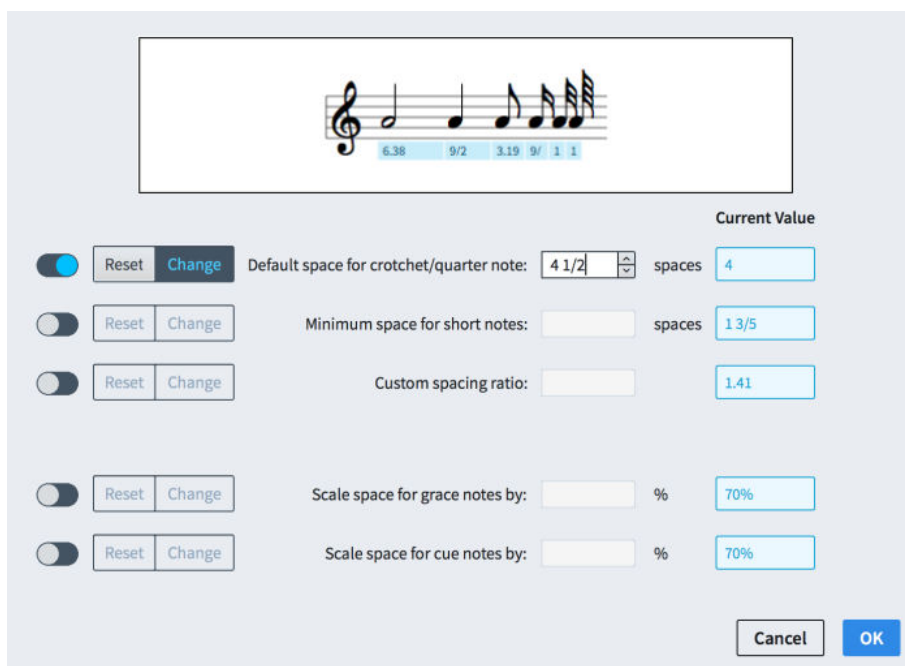 6.38 9/2 3.19 9/ 1 1
Current Value
Reset Change Default space for crotchet/quarter note: 4 1/2 spaces 4
Reset Change Minimum space for short notes: spaces 1 3/5
Reset Change Custom spacing ratio: 1.41
Reset Change Scale space for grace notes by: % 70%
Reset Change Scale space for cue notes by: % 70%
Cancel OK